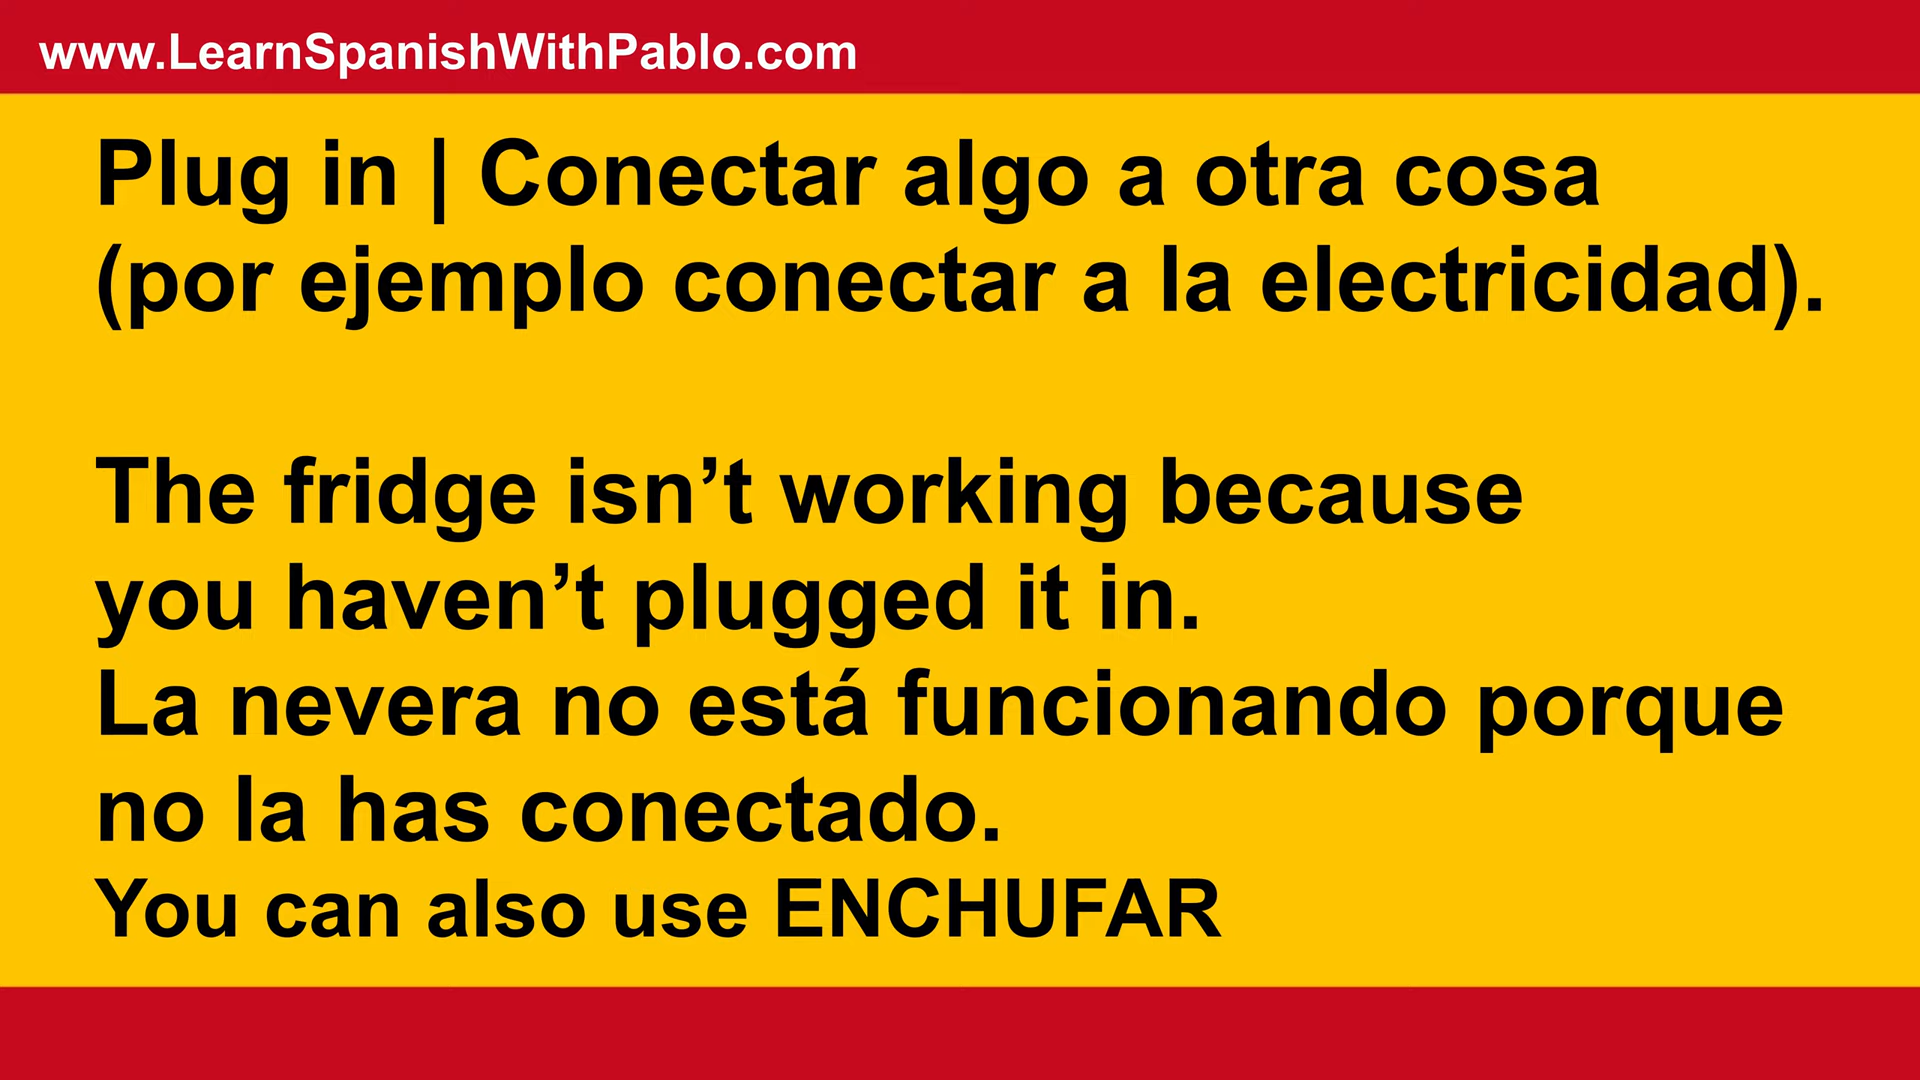 www.LearnSpanishWithPablo.com
Plug in | Conectar algo a otra cosa
(por ejemplo conectar a la electricidad).
The fridge isn’t working because
you haven’t plugged it in.
La nevera no está funcionando porque
no la has conectado.
You can also use ENCHUFAR